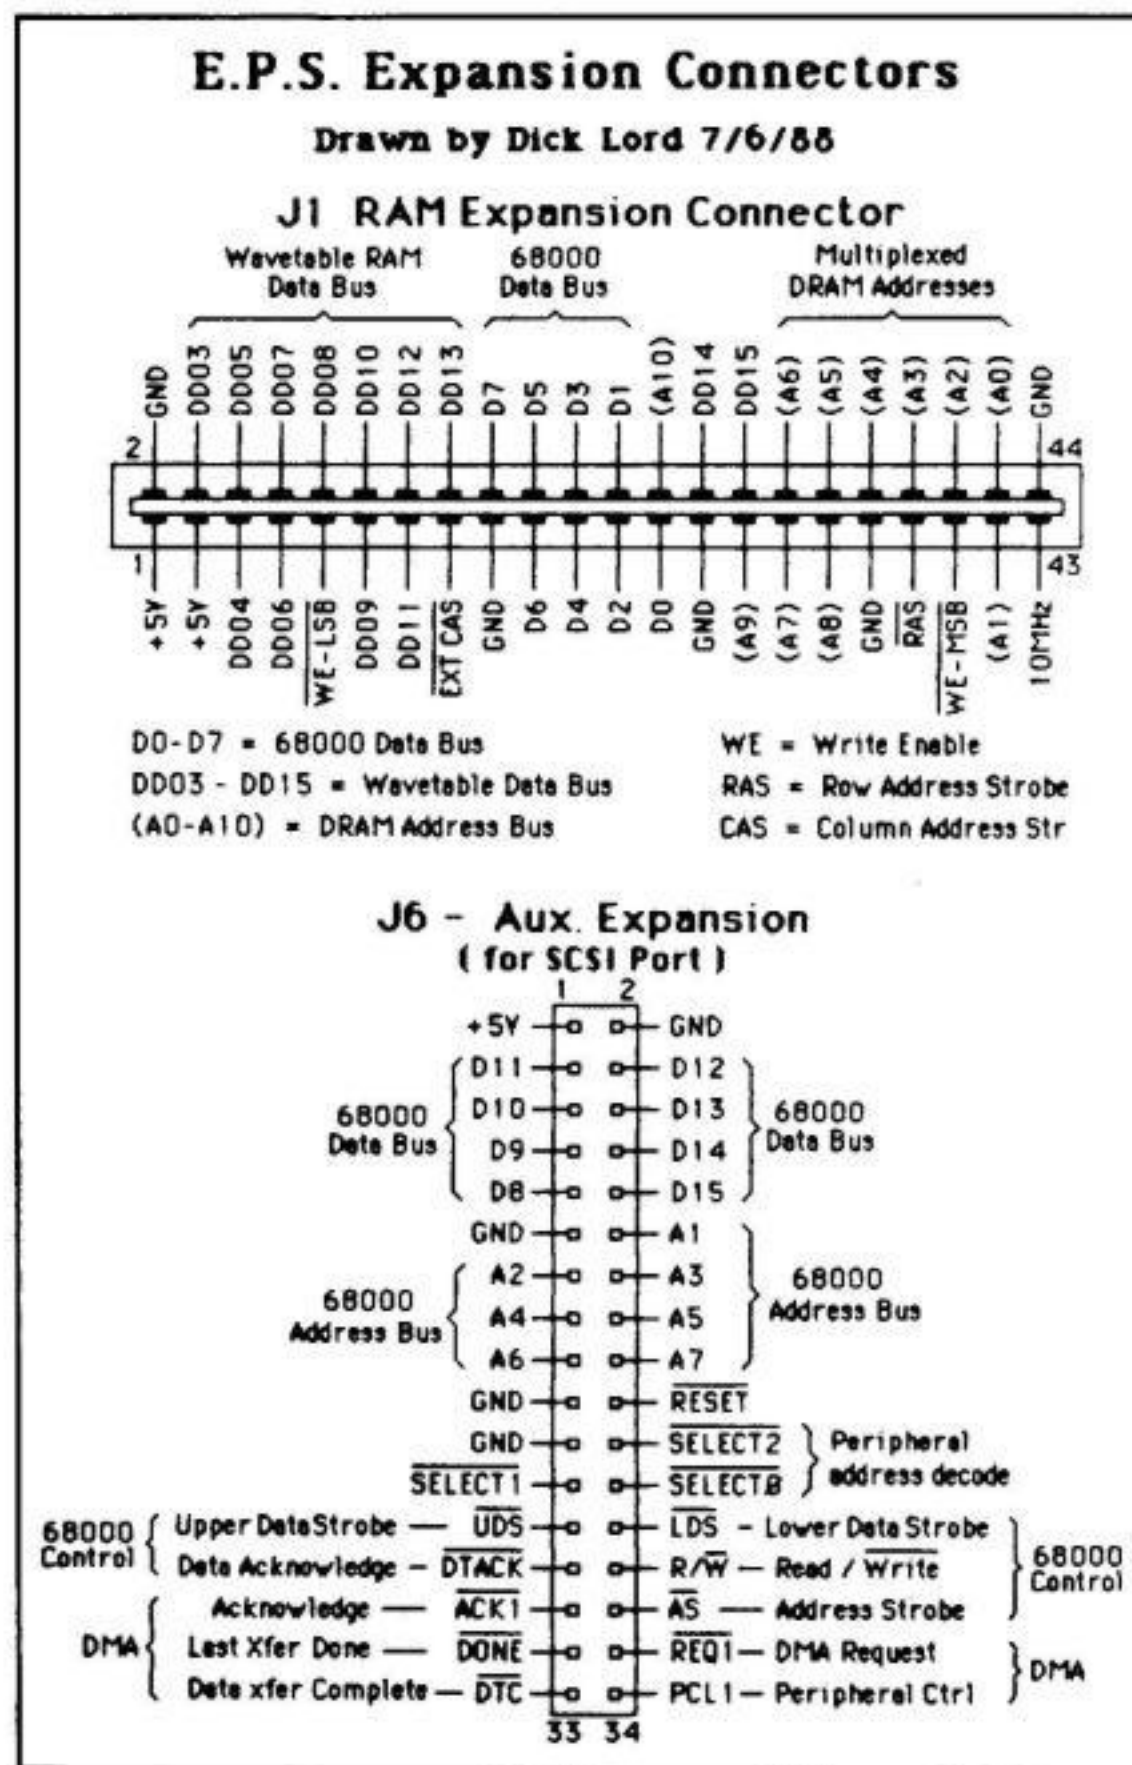 E.P.S. Expansion Connectors
Drawn by Dick Lord 7/6/88
J1 RAM Expansion Connector
Wavetable RAM Data Bus
68000 Data Bus
Multiplexed DRAM Addresses
GND DD03 DD05 DD07 DD08 DD10 DD12 DD13 D7 D5 D3 D1 (A10) DD14 DD15 (A6) (A5) (A4) (A3) (A2) (A0) GND
2 44
1 43
+5V +5V DD04 DD06 WE-LSB DD09 DD11 EXT CAS GND D6 D4 D2 D0 GND (A9) (A7) (A8) GND RAS WE-MSB (A1) 10MHz
D0-D7 = 68000 Data Bus
WE = Write Enable
DD03 - DD15 = Wavetable Data Bus
RAS = Row Address Strobe
(A0-A10) = DRAM Address Bus
CAS = Column Address Str
J6 - Aux. Expansion
( for SCSI Port )
1 2
+5V GND
D11 D12
D10 D13
68000 Data Bus
68000 Data Bus
D9 D14
D8 D15
GND A1
A2 A3
68000 Address Bus
68000 Address Bus
A4 A5
A6 A7
GND RESET
GND SELECT2
Peripheral address decode
SELECT1 SELECT0
68000 Control
Upper Data Strobe — UDS LDS - Lower Data Strobe
Data Acknowledge - DTACK R/W — Read / Write
68000 Control
Acknowledge — ACK1 AS — Address Strobe
DMA
Last Xfer Done — DONE REQ1 — DMA Request
DMA
Data xfer Complete — DTC PCL1 — Peripheral Ctrl
33 34